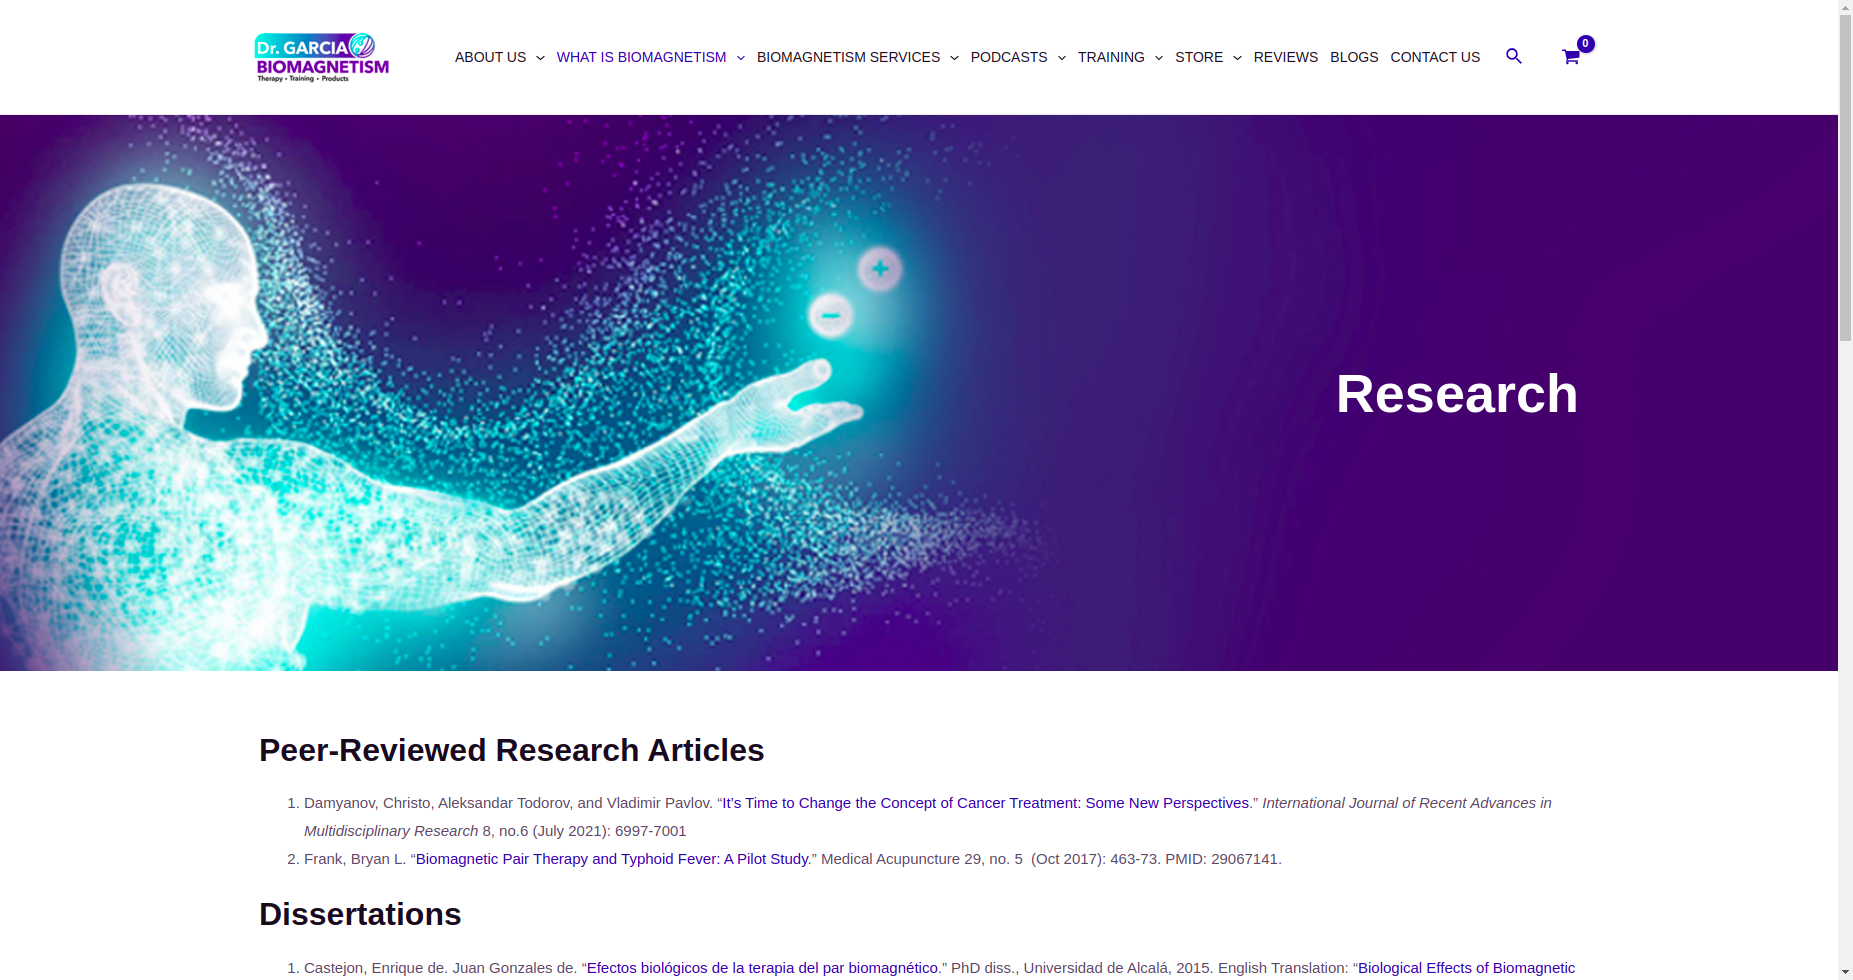 Dr. GARCIA
BIOMAGNETISM
Therapy • Training • Products
ABOUT US WHAT IS BIOMAGNETISM BIOMAGNETISM SERVICES PODCASTS TRAINING STORE REVIEWS BLOGS CONTACT US 0
Research
Peer-Reviewed Research Articles
1. Damyanov, Christo, Aleksandar Todorov, and Vladimir Pavlov. “It’s Time to Change the Concept of Cancer Treatment: Some New Perspectives.” International Journal of Recent Advances in
Multidisciplinary Research 8, no.6 (July 2021): 6997-7001
2. Frank, Bryan L. “Biomagnetic Pair Therapy and Typhoid Fever: A Pilot Study.” Medical Acupuncture 29, no. 5 (Oct 2017): 463-73. PMID: 29067141.
Dissertations
1. Castejon, Enrique de. Juan Gonzales de. “Efectos biológicos de la terapia del par biomagnético.” PhD diss., Universidad de Alcalá, 2015. English Translation: “Biological Effects of Biomagnetic